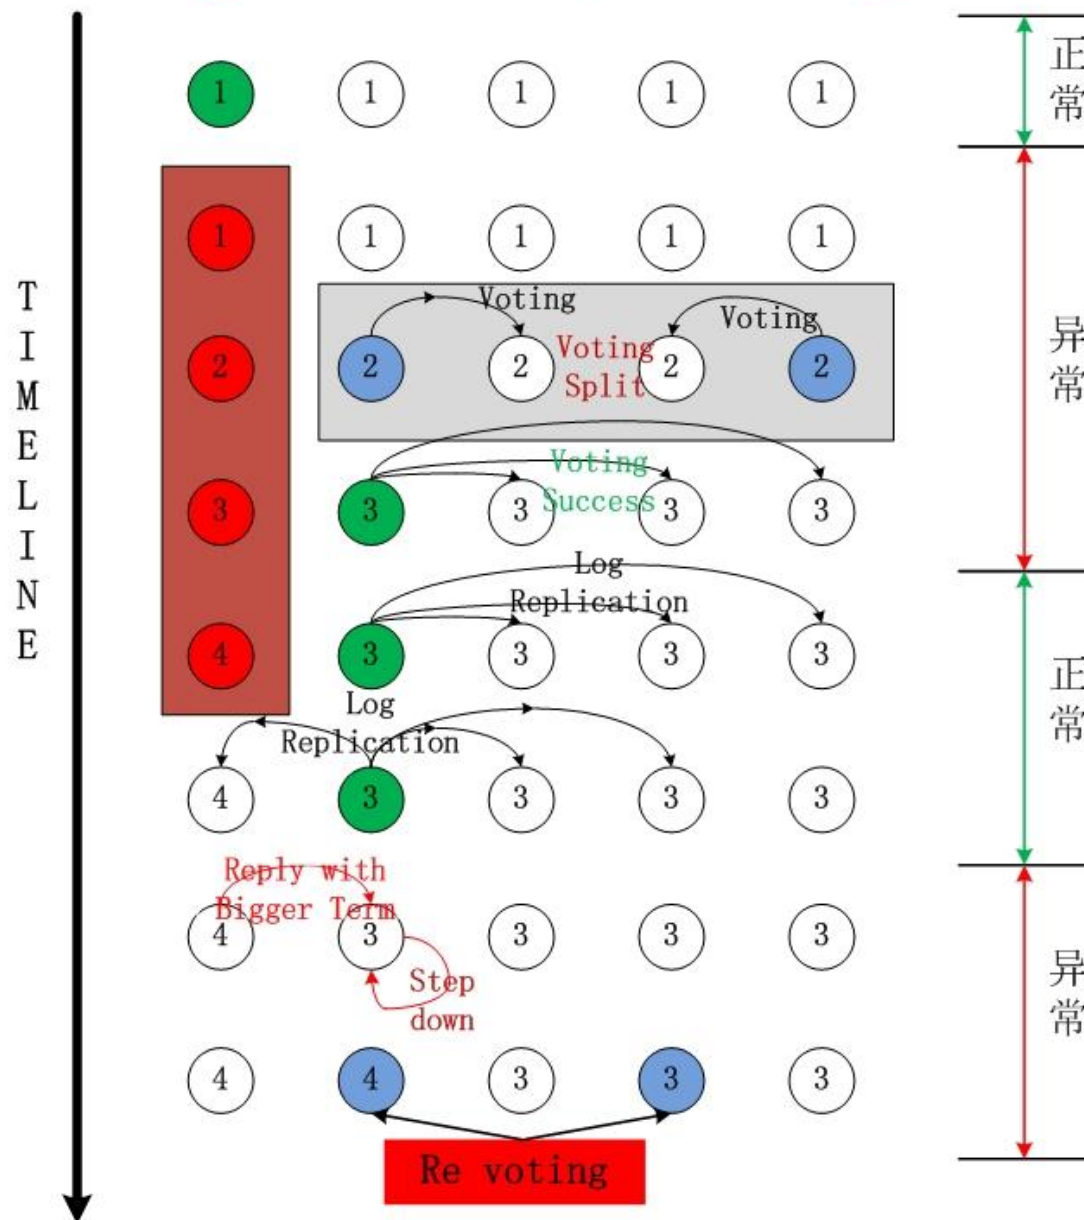 TIMELINE
1 1 1 1 1
正常
1 1 1 1 1
Voting
Voting
2 2 2 2 2
Voting
Split
异常
Voting
Success
3 3 3 3 3
Log
Replication
4 3 3 3 3
正常
Log
Replication
4 3 3 3 3
Reply with
Bigger Term
4 3 3 3 3
Step
down
异常
4 4 3 3 3
Re voting